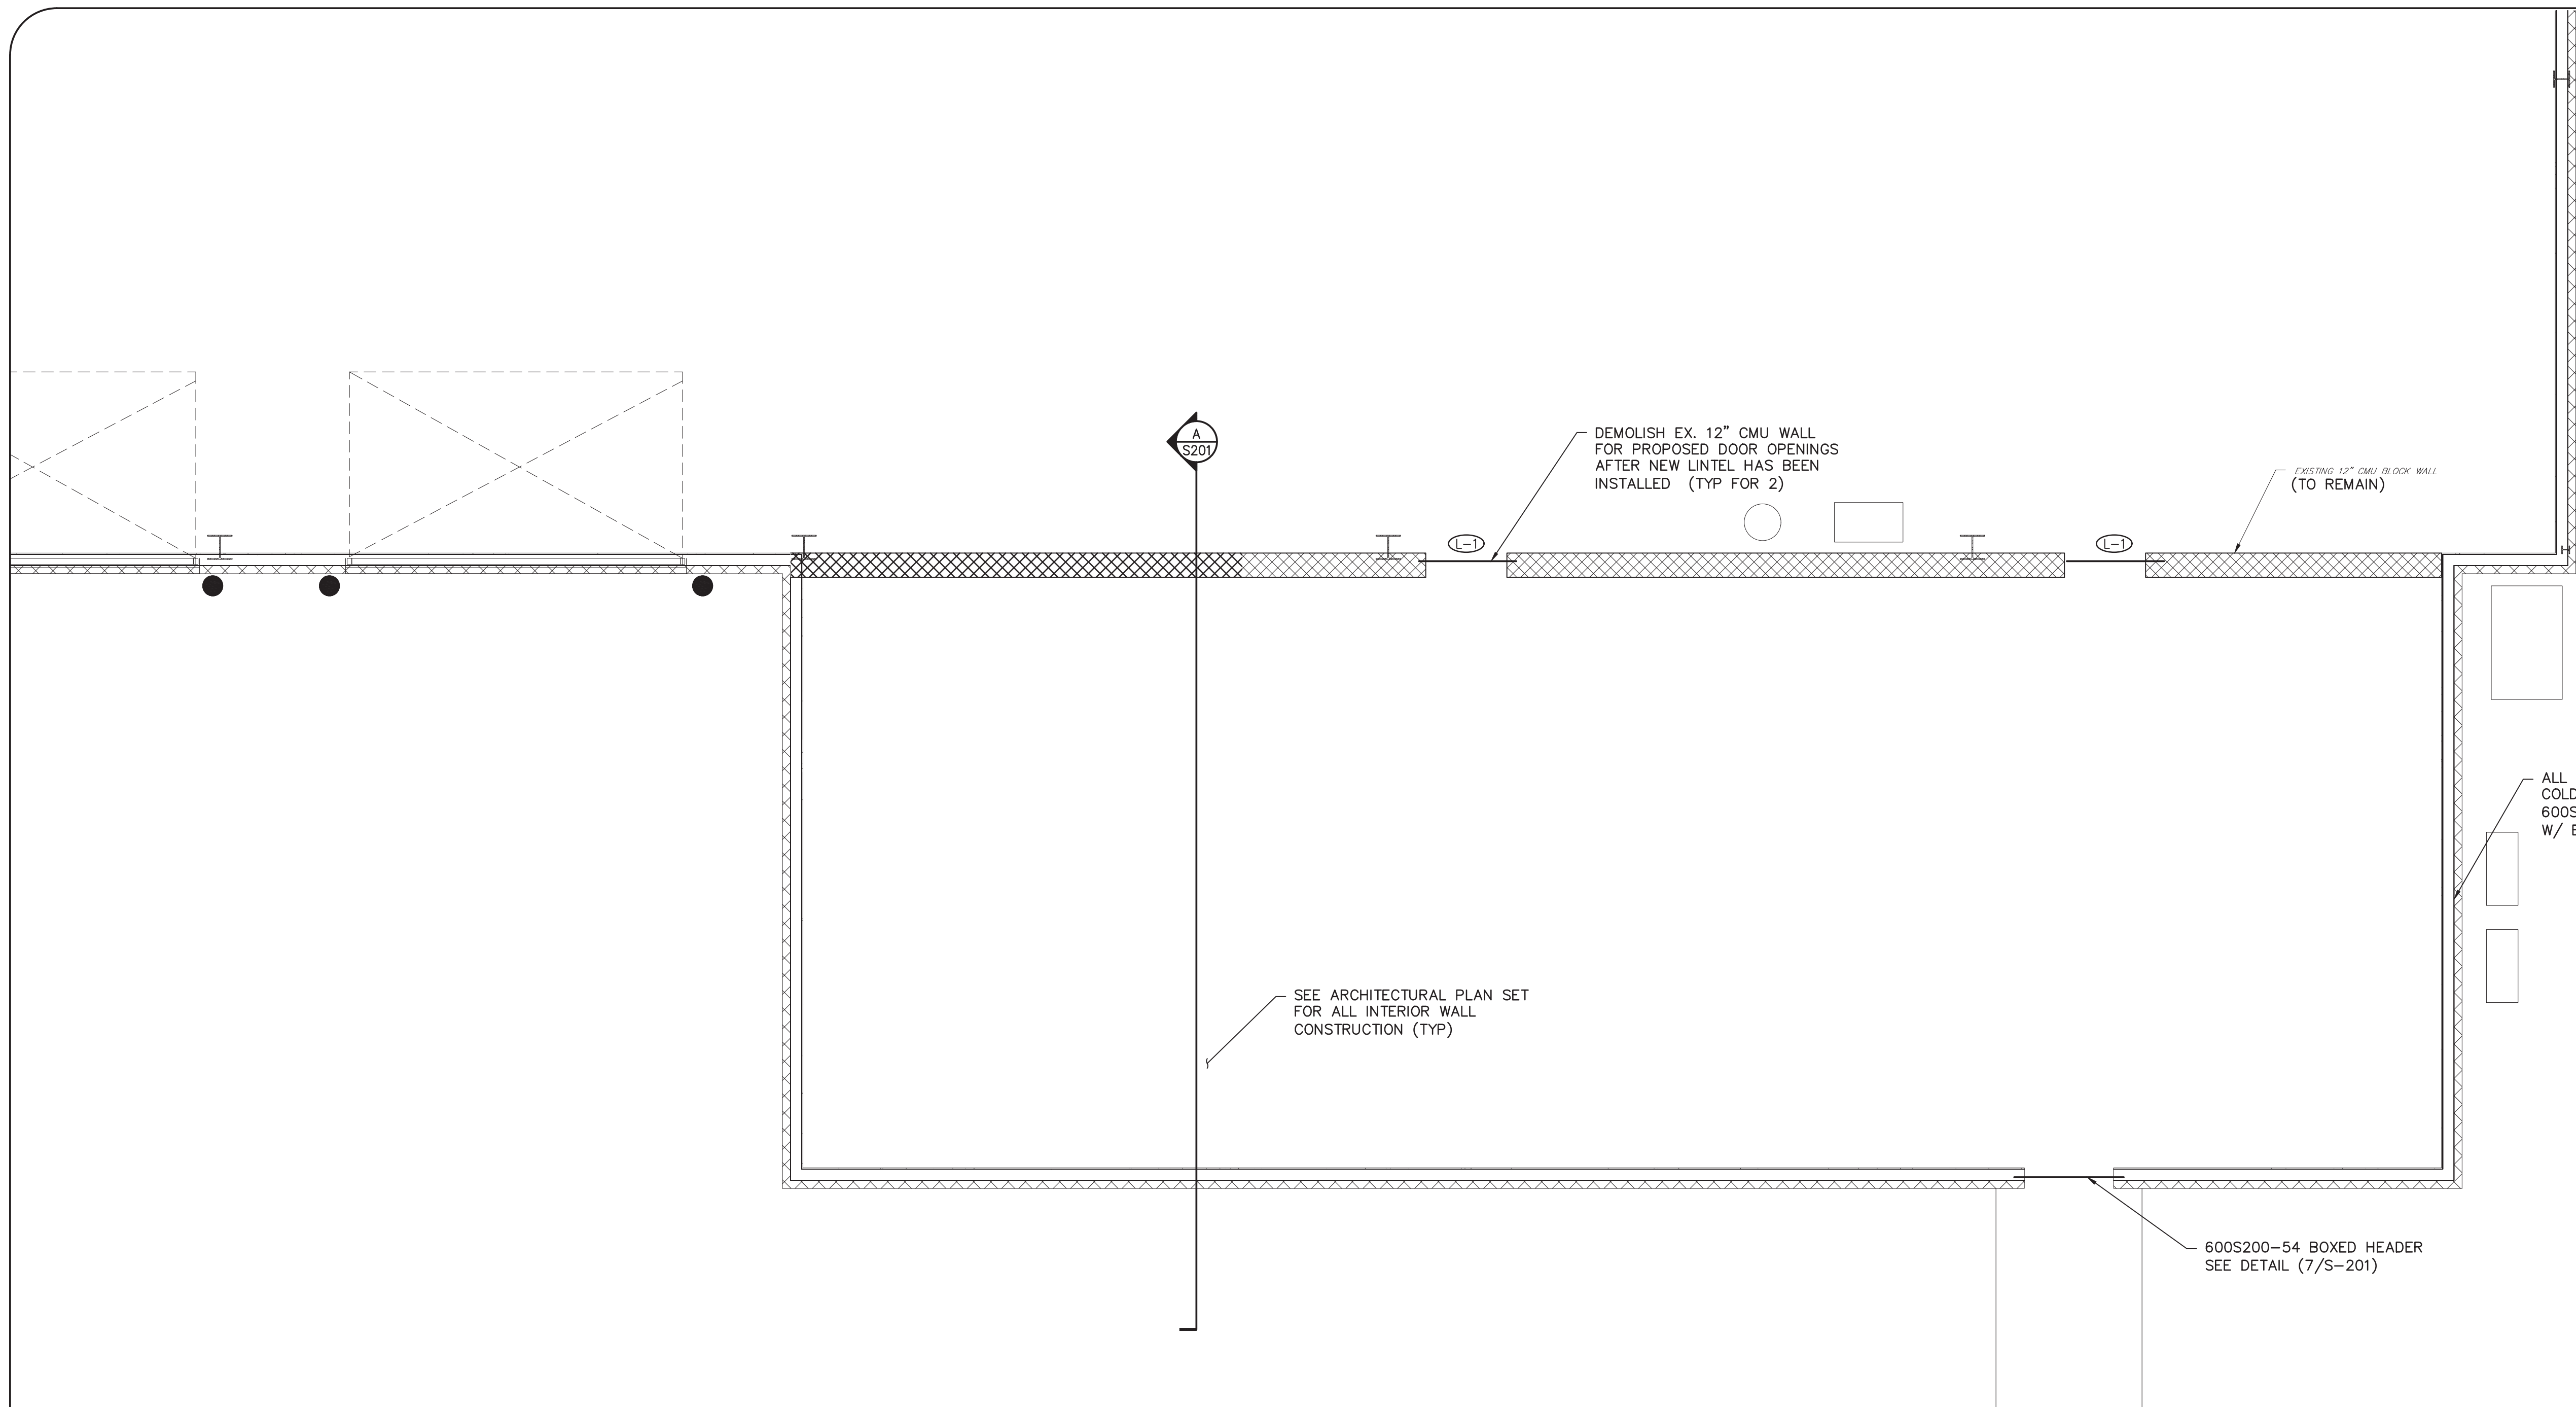 A
S201
DEMOLISH EX. 12” CMU WALL
FOR PROPOSED DOOR OPENINGS
AFTER NEW LINTEL HAS BEEN
INSTALLED (TYP FOR 2)
EXISTING 12" CMU BLOCK WALL
(TO REMAIN)
L-1
L-1
ALL
COLD
600S
W/
SEE ARCHITECTURAL PLAN SET
FOR ALL INTERIOR WALL
CONSTRUCTION (TYP)
600S200-54 BOXED HEADER
SEE DETAIL (7/S-201)